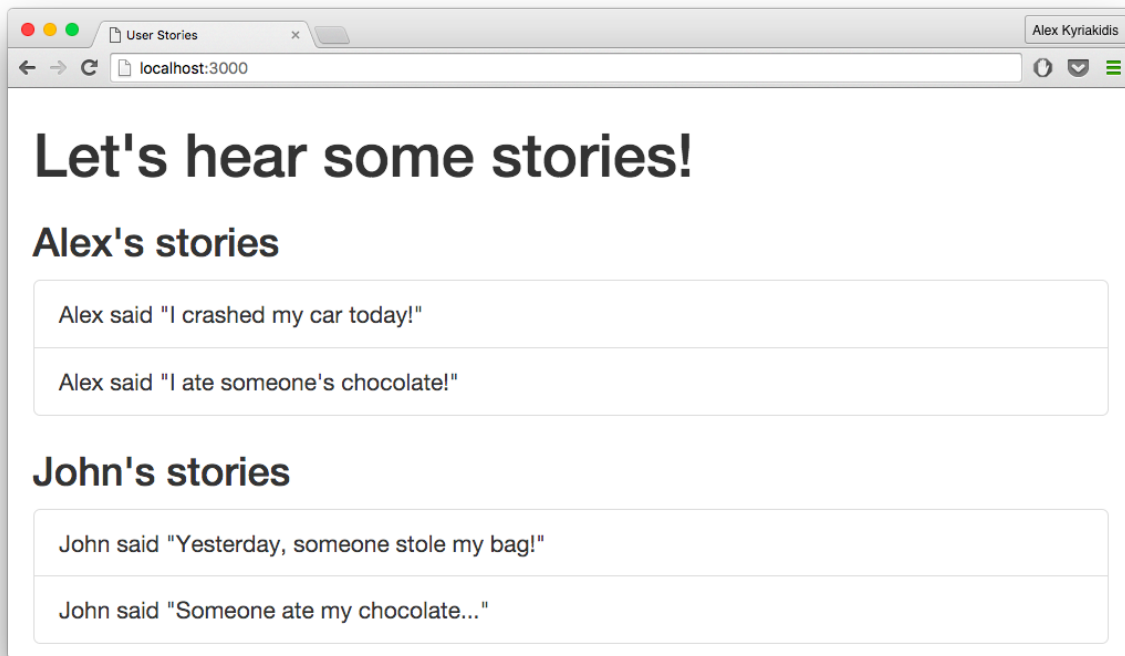 User Stories
Alex Kyriakidis
localhost:3000
Let's hear some stories!
Alex's stories
Alex said "I crashed my car today!"
Alex said "I ate someone's chocolate!"
John's stories
John said "Yesterday, someone stole my bag!"
John said "Someone ate my chocolate..."